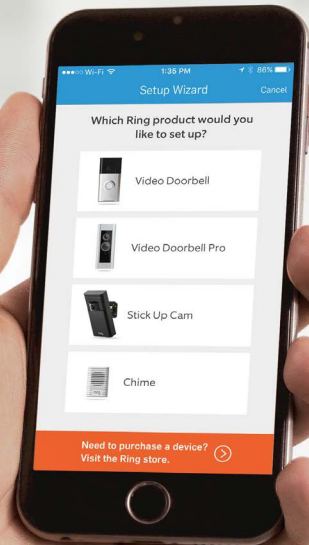 Wi-Fi 1:35 PM 86%
Setup Wizard Cancel
Which Ring product would you
like to set up?
Video Doorbell
Video Doorbell Pro
Stick Up Cam
Chime
Need to purchase a device?
Visit the Ring store.